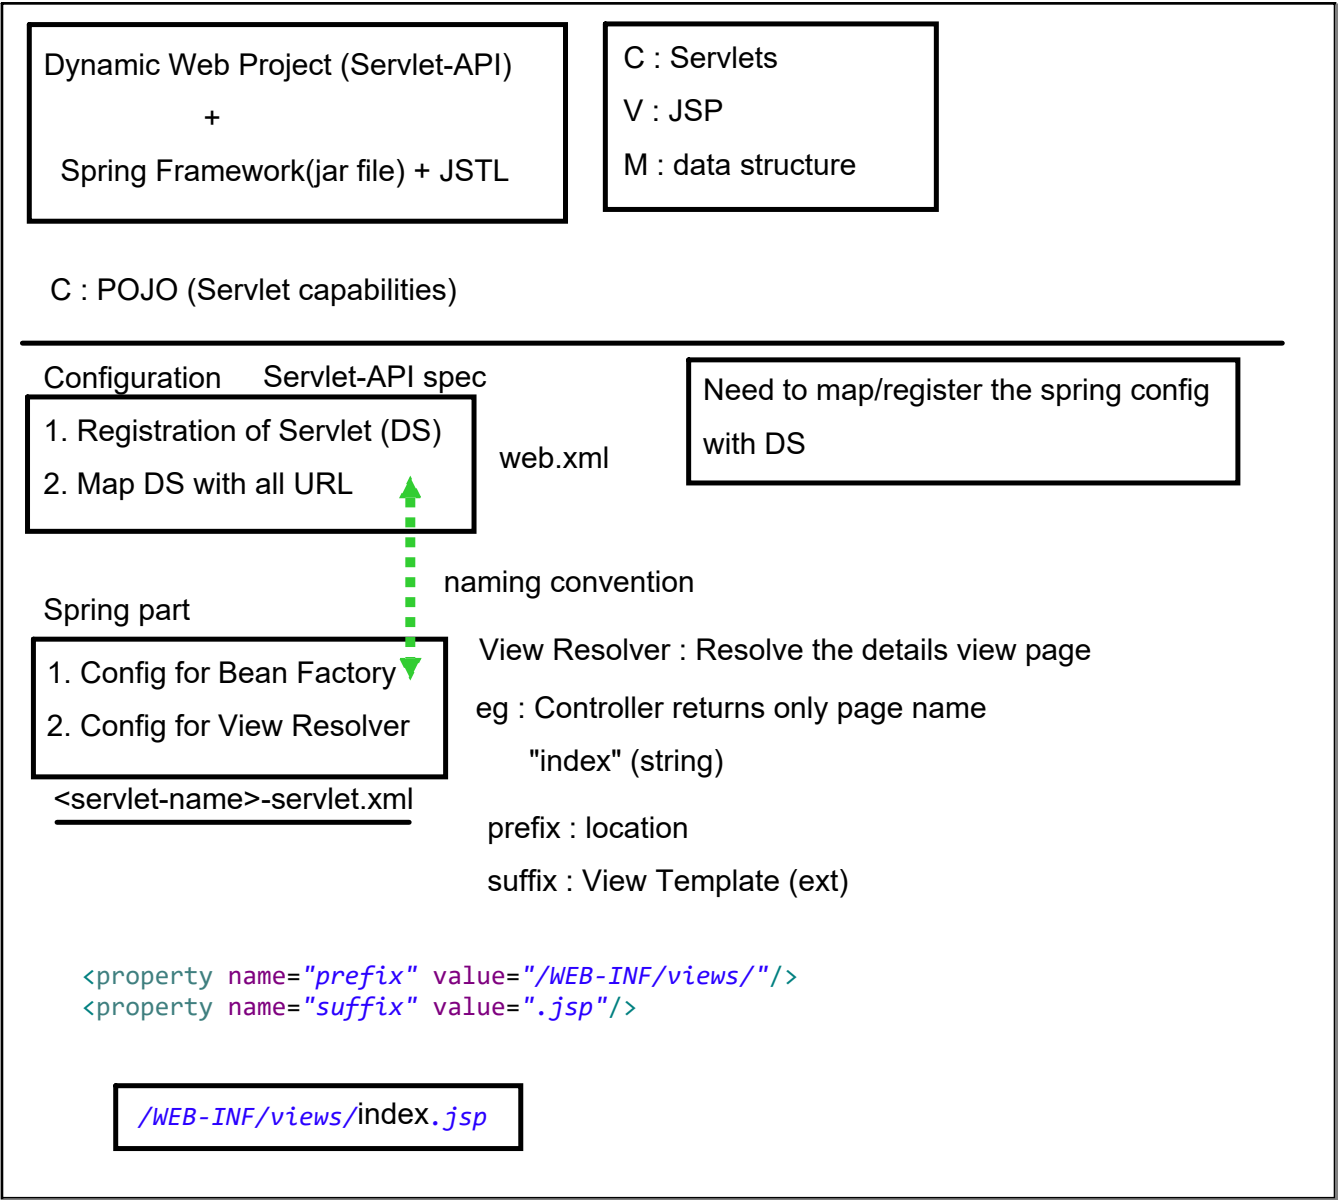 Dynamic Web Project (Servlet-API)
+
Spring Framework(jar file) + JSTL
C : Servlets
V : JSP
M : data structure
C : POJO (Servlet capabilities)
Configuration Servlet-API spec
1. Registration of Servlet (DS)
2. Map DS with all URL
web.xml
Need to map/register the spring config
with DS
naming convention
Spring part
1. Config for Bean Factory
2. Config for View Resolver
<servlet-name>-servlet.xml
View Resolver : Resolve the details view page
eg : Controller returns only page name
"index" (string)
prefix : location
suffix : View Template (ext)
<property name="prefix" value="/WEB-INF/views/"/>
<property name="suffix" value=".jsp"/>
/WEB-INF/views/index.jsp